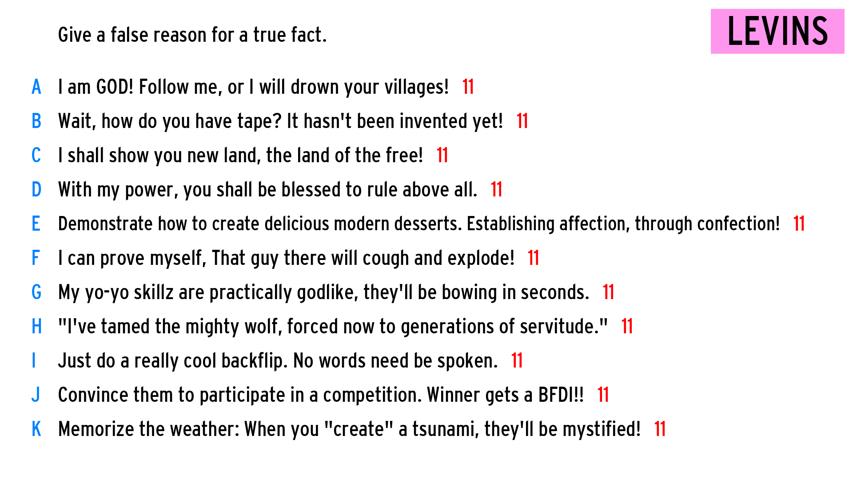 Give a false reason for a true fact.
LEVINS
A I am GOD! Follow me, or I will drown your villages! 11
B Wait, how do you have tape? It hasn't been invented yet! 11
C I shall show you new land, the land of the free! 11
D With my power, you shall be blessed to rule above all. 11
E Demonstrate how to create delicious modern desserts. Establishing affection, through confection! 11
F I can prove myself, That guy there will cough and explode! 11
G My yo-yo skillz are practically godlike, they'll be bowing in seconds. 11
H "I've tamed the mighty wolf, forced now to generations of servitude." 11
I Just do a really cool backflip. No words need be spoken. 11
J Convince them to participate in a competition. Winner gets a BFDI!! 11
K Memorize the weather: When you "create" a tsunami, they'll be mystified! 11